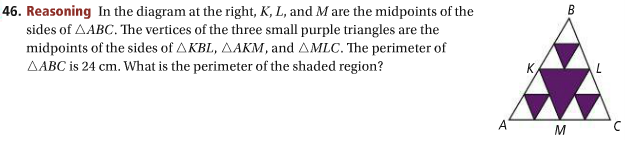 46. Reasoning In the diagram at the right, K, L, and M are the midpoints of the
sides of △ABC. The vertices of the three small purple triangles are the
midpoints of the sides of △KBL, △AKM, and △MLC. The perimeter of
△ABC is 24 cm. What is the perimeter of the shaded region?
B
K
L
A
M
C